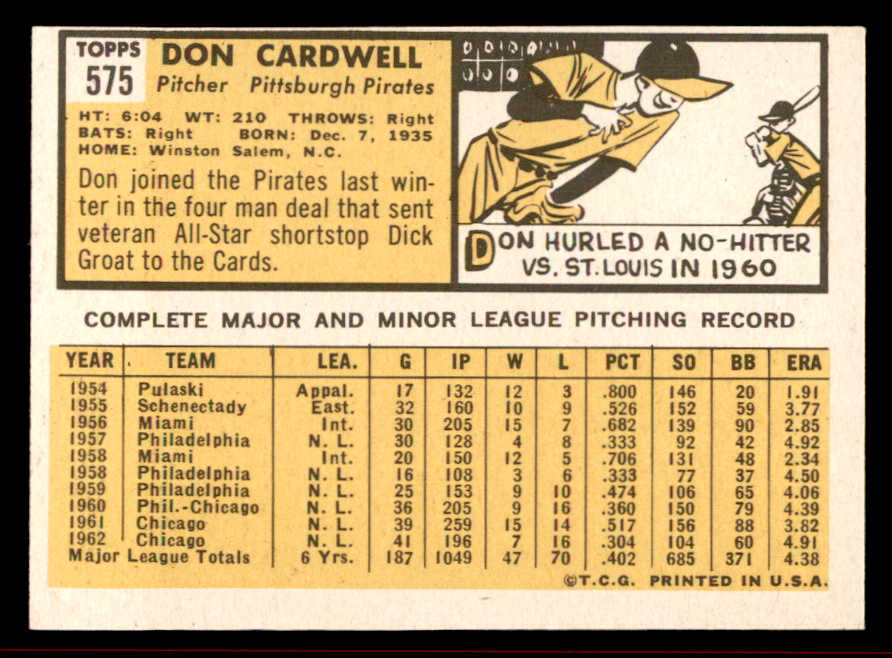 TOPPS
575
DON CARDWELL
Pitcher Pittsburgh Pirates
HT: 6:04 WT: 210 THROWS: Right
BATS: Right BORN: Dec. 7, 1935
HOME: Winston Salem, N.C.
Don joined the Pirates last win-
ter in the four man deal that sent
veteran All-Star shortstop Dick
Groat to the Cards.
DON HURLED A NO-HITTER
VS. ST. LOUIS IN 1960
COMPLETE MAJOR AND MINOR LEAGUE PITCHING RECORD
YEAR TEAM LEA. G IP W L PCT SO BB ERA
1954 Pulaski Appal. 17 132 12 3 .800 146 20 1.91
1955 Schenectady East. 32 160 10 9 .526 152 59 3.77
1956 Miami Int. 30 205 15 7 .682 139 90 2.85
1957 Philadelphia N. L. 30 128 4 8 .333 92 42 4.92
1958 Miami Int. 20 150 12 5 .706 131 48 2.34
1958 Philadelphia N. L. 16 108 3 6 .333 77 37 4.50
1959 Philadelphia N. L. 25 153 9 10 .474 106 65 4.06
1960 Phil.-Chicago N. L. 36 205 9 16 .360 150 79 4.39
1961 Chicago N. L. 39 259 15 14 .517 156 88 3.82
1962 Chicago N. L. 41 196 7 16 .304 104 60 4.91
Major League Totals 6 Yrs. 187 1049 47 70 .402 685 371 4.38
©T.C.G. PRINTED IN U.S.A.